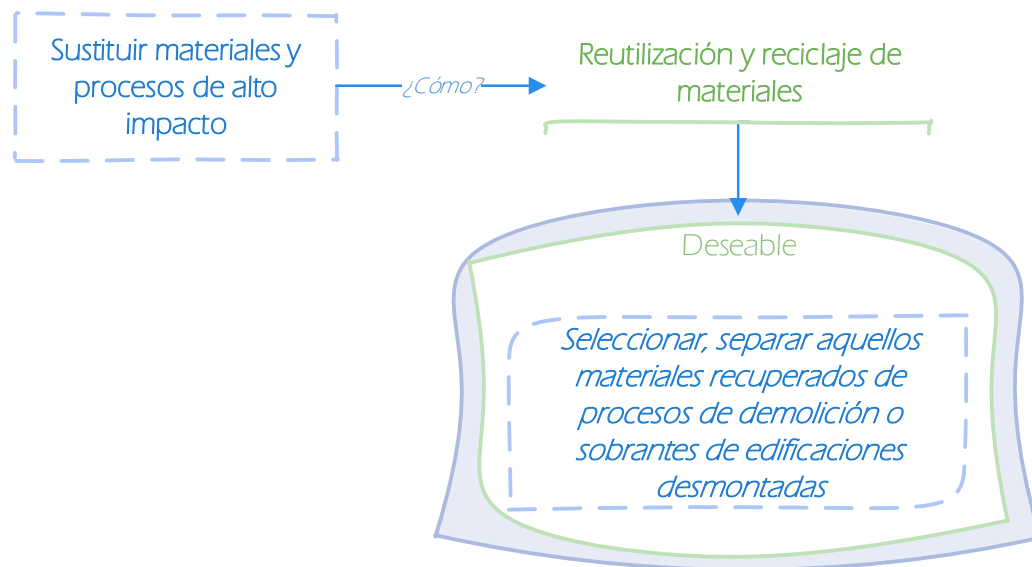 Sustituir materiales y
procesos de alto
impacto
¿Cómo?
Reutilización y reciclaje de
materiales
Deseable
Seleccionar, separar aquellos
materiales recuperados de
procesos de demolición o
sobrantes de edificaciones
desmontadas